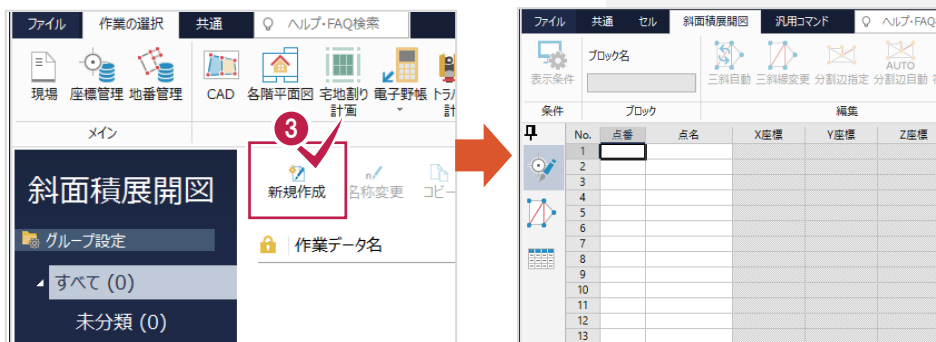 ファイル 作業の選択 共通 ヘルプ・FAQ検索
現場 座標管理 地番管理 CAD 各階平面図 宅地割り 電子野帳 トラバ
計画 計
メイン
3
新規作成 名称変更 コピー
斜面積展開図
グループ設定
作業データ名
すべて (0)
未分類 (0)
ファイル 共通 セル 斜面積展開図 汎用コマンド ヘルプ・FAQ
ブロック名
AUTO
表示条件 三斜自動 三斜線変更 分割辺指定 分割辺自動
条件 ブロック 編集
No. 点番 点名 X座標 Y座標 Z座標
1
2
3
4
5
6
7
8
9
10
11
12
13